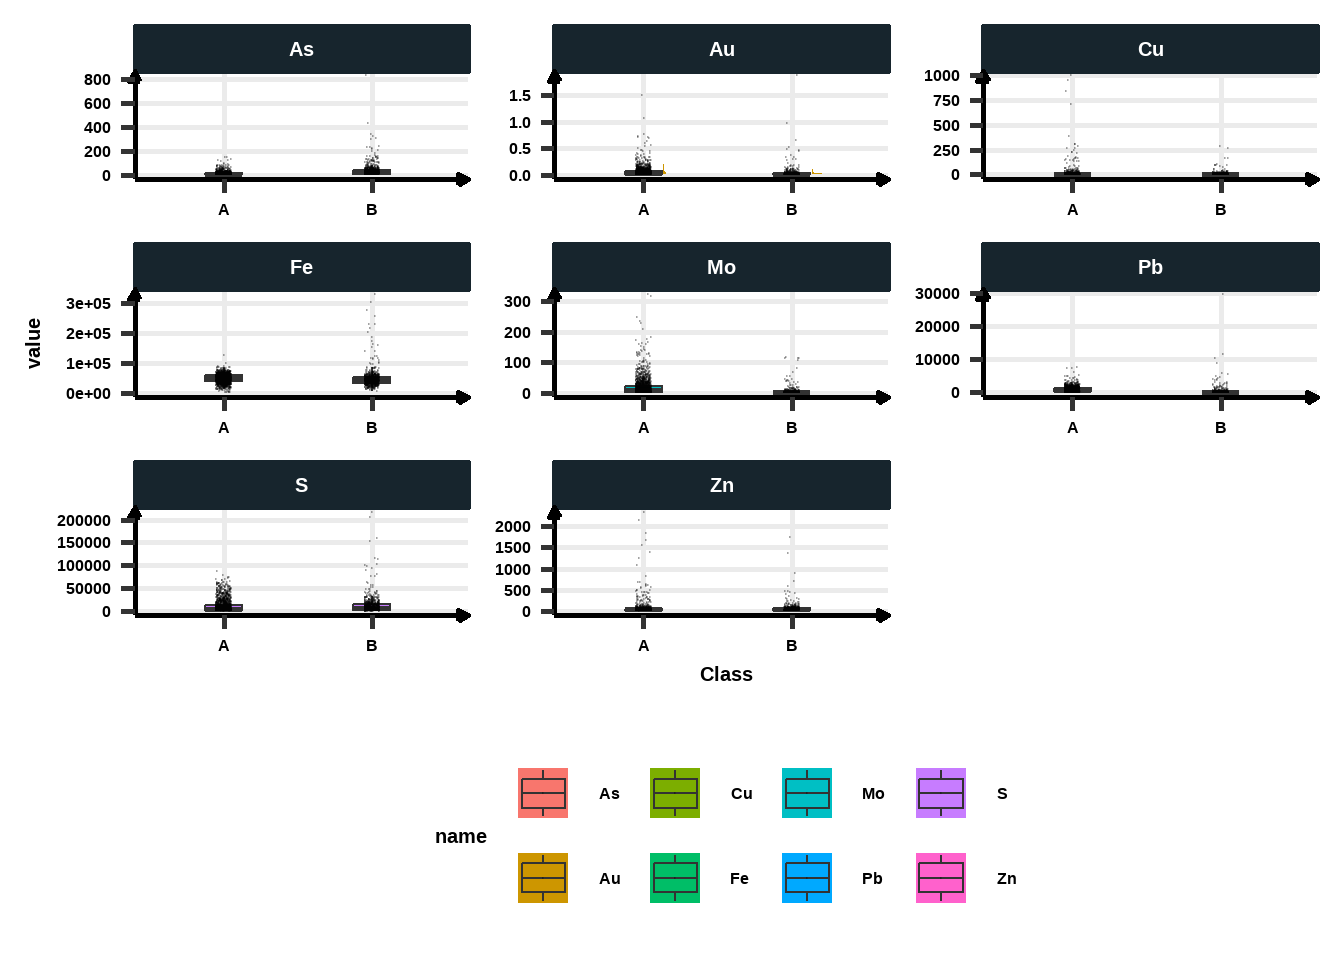 As Au Cu
800
600
400
200
0
1.5
1.0
0.5
0.0
1000
750
500
250
0
A B A B A B
Fe Mo Pb
3e+05
2e+05
1e+05
0e+00
300
200
100
0
30000
20000
10000
0
A B A B A B
value
S Zn
200000
150000
100000
50000
0
2000
1500
1000
500
0
A B A B
Class
name
As Cu Mo S
Au Fe Pb Zn